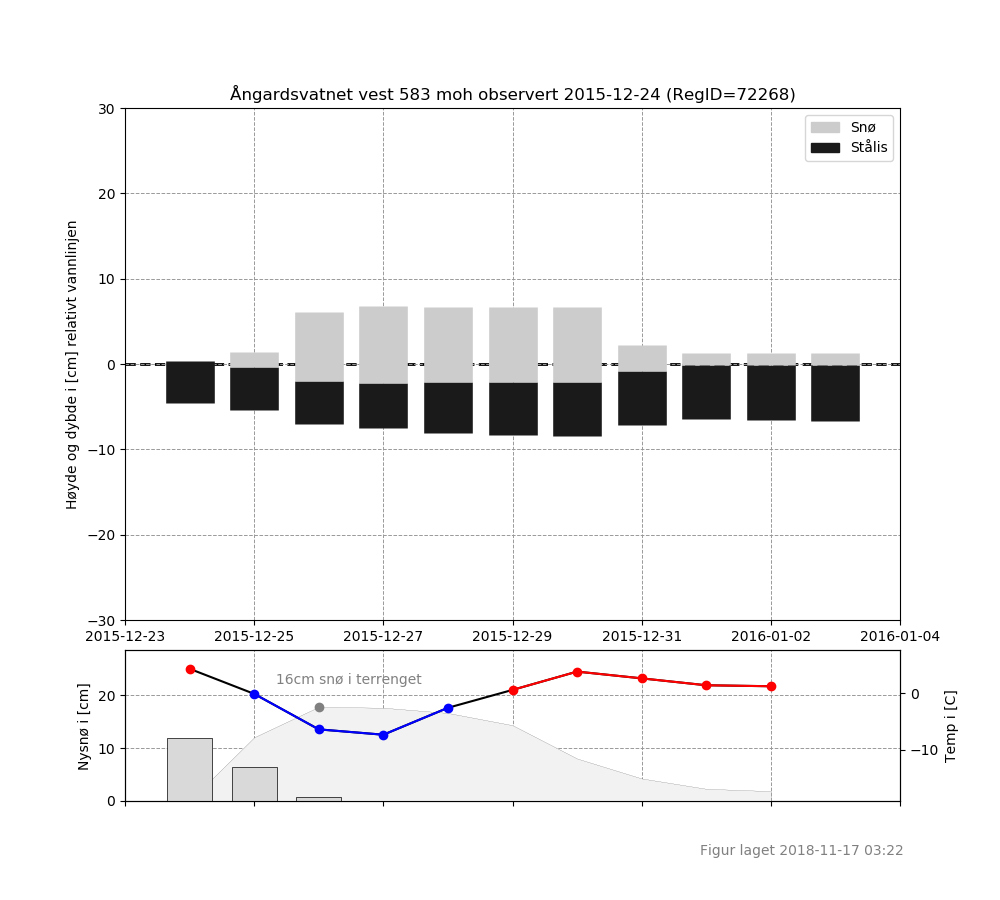 Ångardsvatnet vest 583 moh observert 2015-12-24 (RegID=72268)
Høyde og dybde i [cm] relativt vannlinjen
30
20
10
0
−10
−20
−30
Snø
Stålis
2015-12-23
2015-12-25
2015-12-27
2015-12-29
2015-12-31
2016-01-02
2016-01-04
Nysnø i [cm]
20
10
0
16cm snø i terrenget
0
−10
Temp i [C]
Figur laget 2018-11-17 03:22